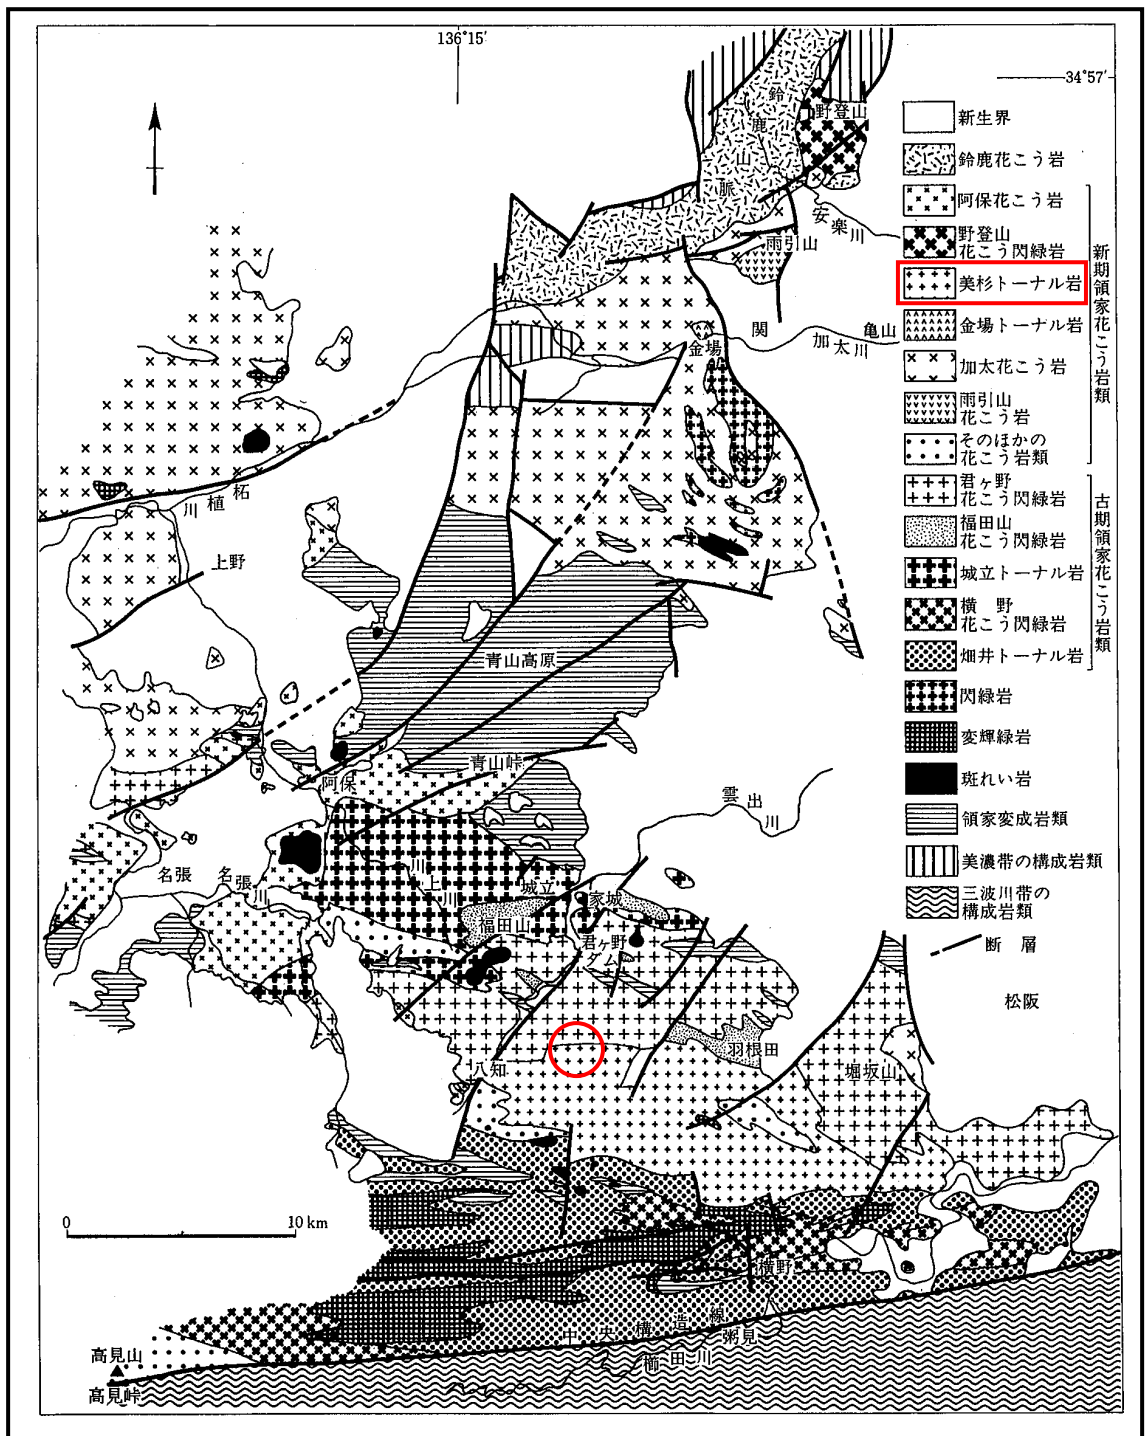 136°15′
34°57′
鈴
鹿
山
脈
野登山
安楽川
雨引山
関
亀山
加太川
金場
柘
植
川
上野
青山高原
青山峠
阿保
雲出川
名張
名張川
川上川
城立
家城
福田山
君ヶ野
ダム
八知
羽根田
堀坂山
松阪
横野
中央構造線
粥見
櫛田川
高見山
高見峠
0
10 km
新生界
鈴鹿花こう岩
阿保花こう岩
野登山
花こう閃緑岩
美杉トーナル岩
金場トーナル岩
加太花こう岩
雨引山
花こう岩
そのほかの
花こう岩類
新期領家花こう岩類
君ヶ野
花こう閃緑岩
福田山
花こう閃緑岩
城立トーナル岩
横 野
花こう閃緑岩
畑井トーナル岩
古期領家花こう岩類
閃緑岩
変輝緑岩
斑れい岩
領家変成岩類
美濃帯の構成岩類
三波川帯の
構成岩類
断 層